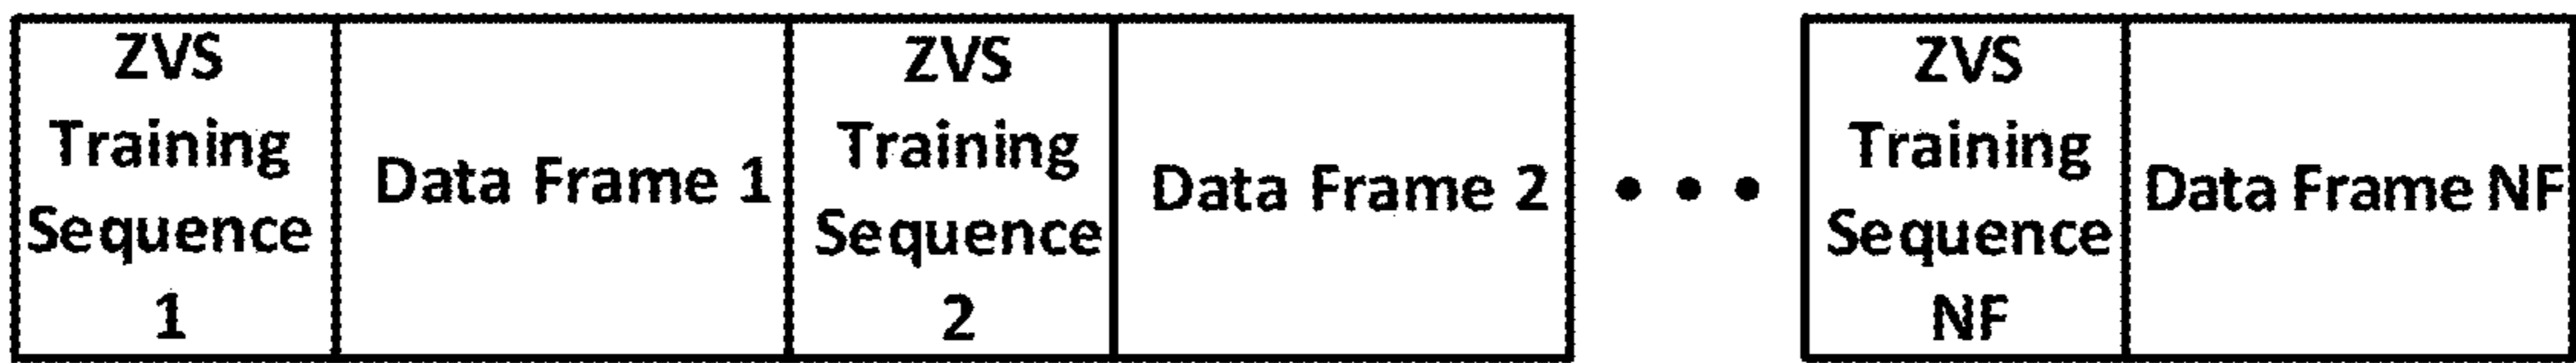 ZVS
Training
Sequence
1
Data Frame 1
ZVS
Training
Sequence
2
Data Frame 2
ZVS
Training
Sequence
NF
Data Frame NF